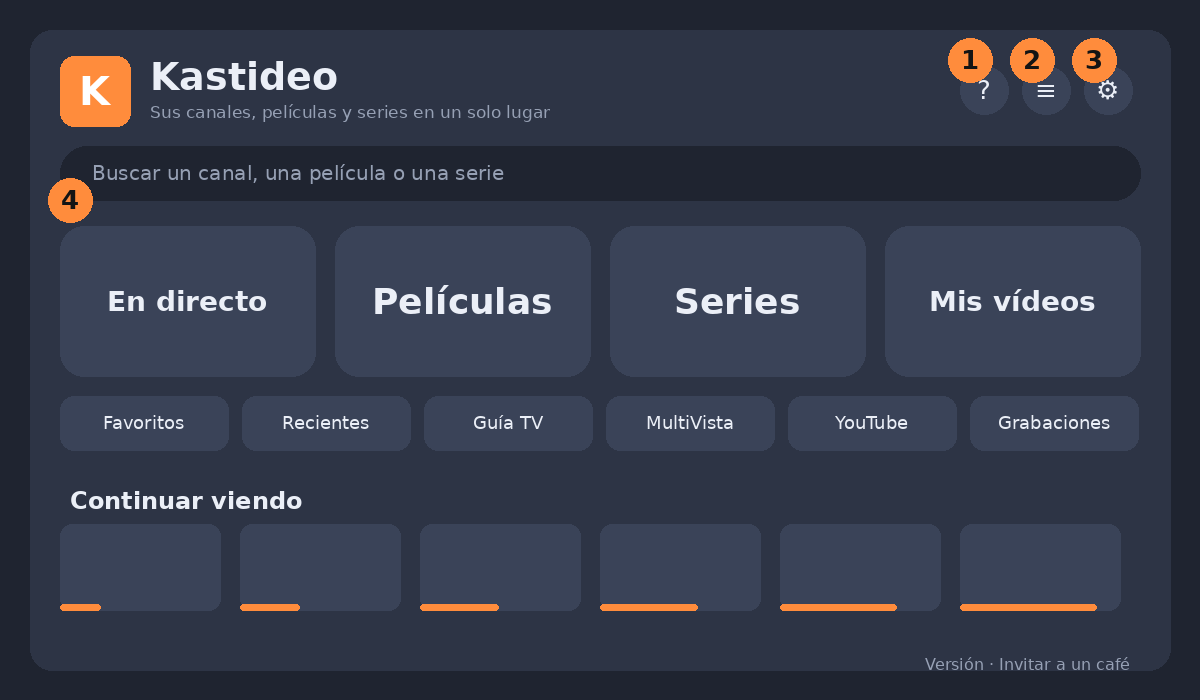 K
Kastideo
Sus canales, películas y series en un solo lugar
1 2 3
? ≡ ⚙
Buscar un canal, una película o una serie
4
En directo
Películas
Series
Mis vídeos
Favoritos
Recientes
Guía TV
MultiVista
YouTube
Grabaciones
Continuar viendo
Versión · Invitar a un café